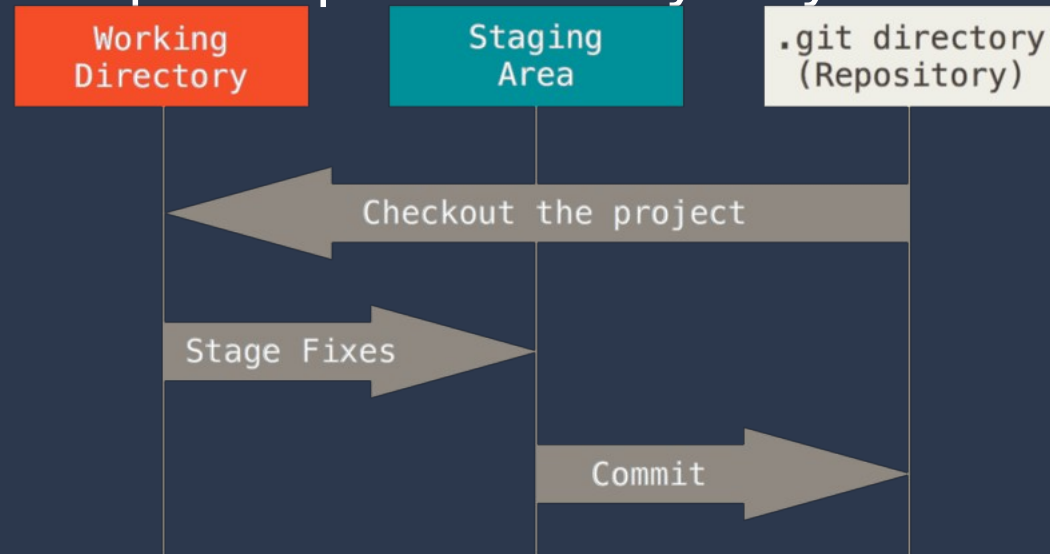 Working
Directory
Staging
Area
.git directory
(Repository)
Checkout the project
Stage Fixes
Commit